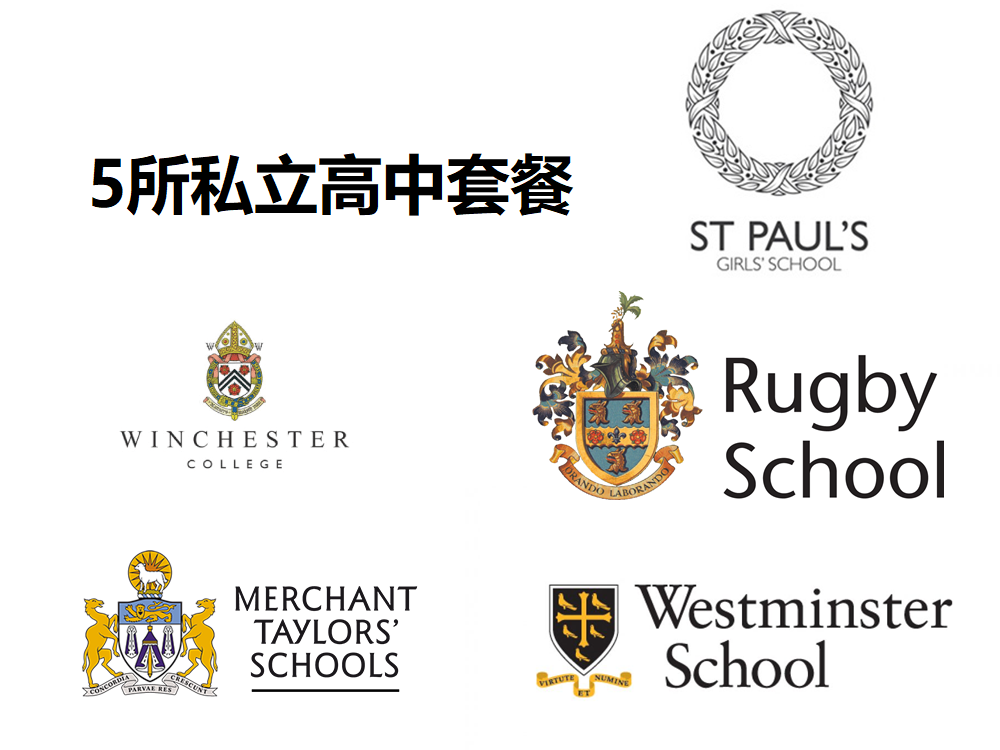 5所私立高中套餐
ST PAUL'S
GIRLS' SCHOOL
WINCHESTER
COLLEGE
ORANDO LABORANDO
Rugby
School
MERCHANT
TAYLORS'
SCHOOLS
CONCORDIA
PARVAE RES
CRESCUNT
Westminster
School
VIRTUTE
ET
NUMINE